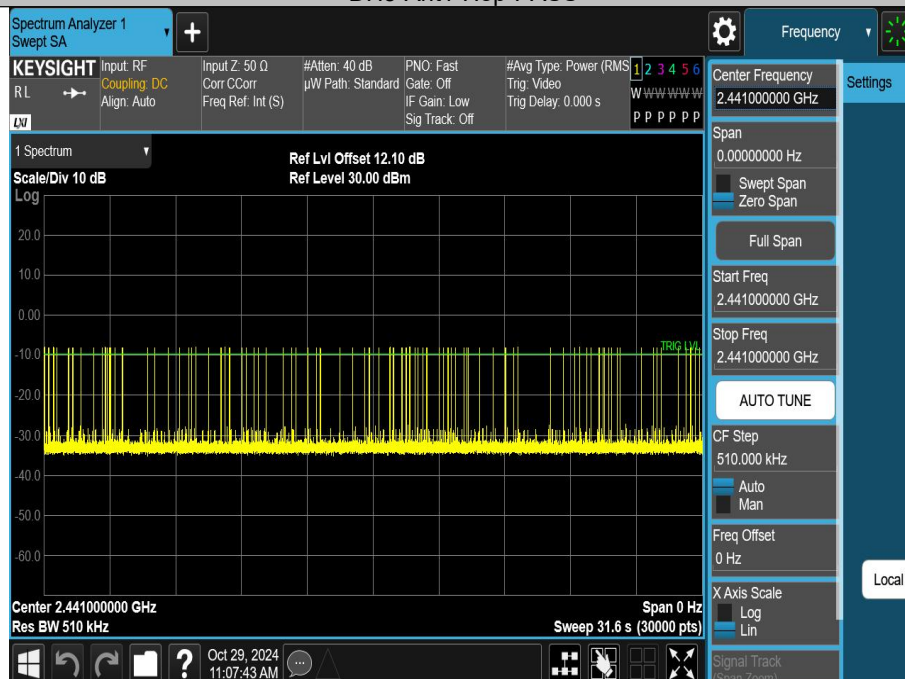 Spectrum Analyzer 1
Swept SA
+
Frequency
KEYSIGHT
RL
LXI
Input: RF
Coupling: DC
Align: Auto
Input Z: 50 Ω
Corr CCorr
Freq Ref: Int (S)
#Atten: 40 dB
µW Path: Standard
PNO: Fast
Gate: Off
IF Gain: Low
Sig Track: Off
#Avg Type: Power (RMS
Trig: Video
Trig Delay: 0.000 s
1 2 3 4 5 6
W W W W W W
P P P P P P
Center Frequency
2.441000000 GHz
Settings
Span
0.00000000 Hz
Swept Span
Zero Span
Full Span
Start Freq
2.441000000 GHz
Stop Freq
2.441000000 GHz
AUTO TUNE
CF Step
510.000 kHz
Auto
Man
Freq Offset
0 Hz
X Axis Scale
Log
Lin
Signal Track
(Span Zoom)
Local
1 Spectrum
Scale/Div 10 dB
Ref Lvl Offset 12.10 dB
Ref Level 30.00 dBm
Log
20.0
10.0
0.00
-10.0
TRIG LVL
-20.0
-30.0
-40.0
-50.0
-60.0
Center 2.441000000 GHz
Span 0 Hz
Res BW 510 kHz
Sweep 31.6 s (30000 pts)
?
Oct 29, 2024
11:07:43 AM